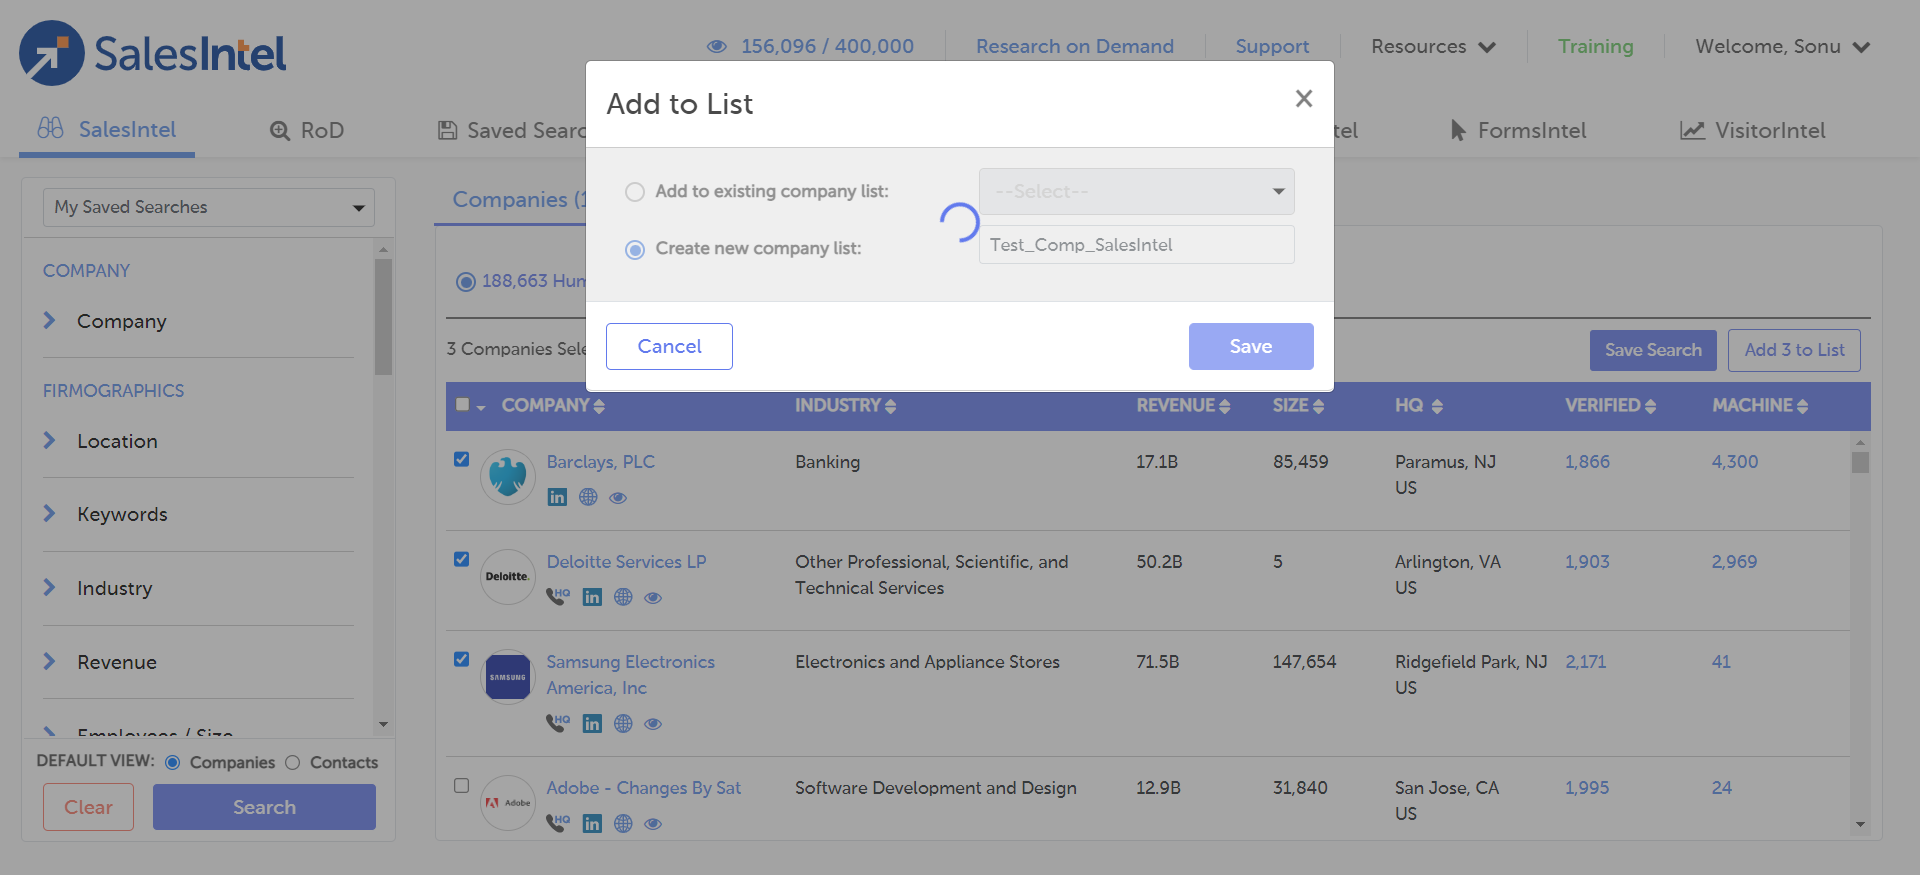 SalesIntel
156,096 / 400,000
Research on Demand
Support
Resources
Training
Welcome, Sonu
SalesIntel
RoD
Saved Searc
tel
FormsIntel
VisitorIntel
Add to List
Add to existing company list:
--Select--
Create new company list:
Test_Comp_SalesIntel
Cancel
Save
My Saved Searches
COMPANY
Company
FIRMOGRAPHICS
Location
Keywords
Industry
Revenue
Employees / Size
DEFAULT VIEW: Companies Contacts
Clear
Search
Companies (1
188,663 Hum
3 Companies Sele
Save Search
Add 3 to List
COMPANY INDUSTRY REVENUE SIZE HQ VERIFIED MACHINE
Barclays, PLC Banking 17.1B 85,459 Paramus, NJ 1,866 4,300
US
Deloitte.
Deloitte Services LP Other Professional, Scientific, and 50.2B 5 Arlington, VA 1,903 2,969
Technical Services US
HQ
SAMSUNG
Samsung Electronics Electronics and Appliance Stores 71.5B 147,654 Ridgefield Park, NJ 2,171 41
America, Inc US
HQ
Adobe
Adobe - Changes By Sat Software Development and Design 12.9B 31,840 San Jose, CA 1,995 24
US
HQ